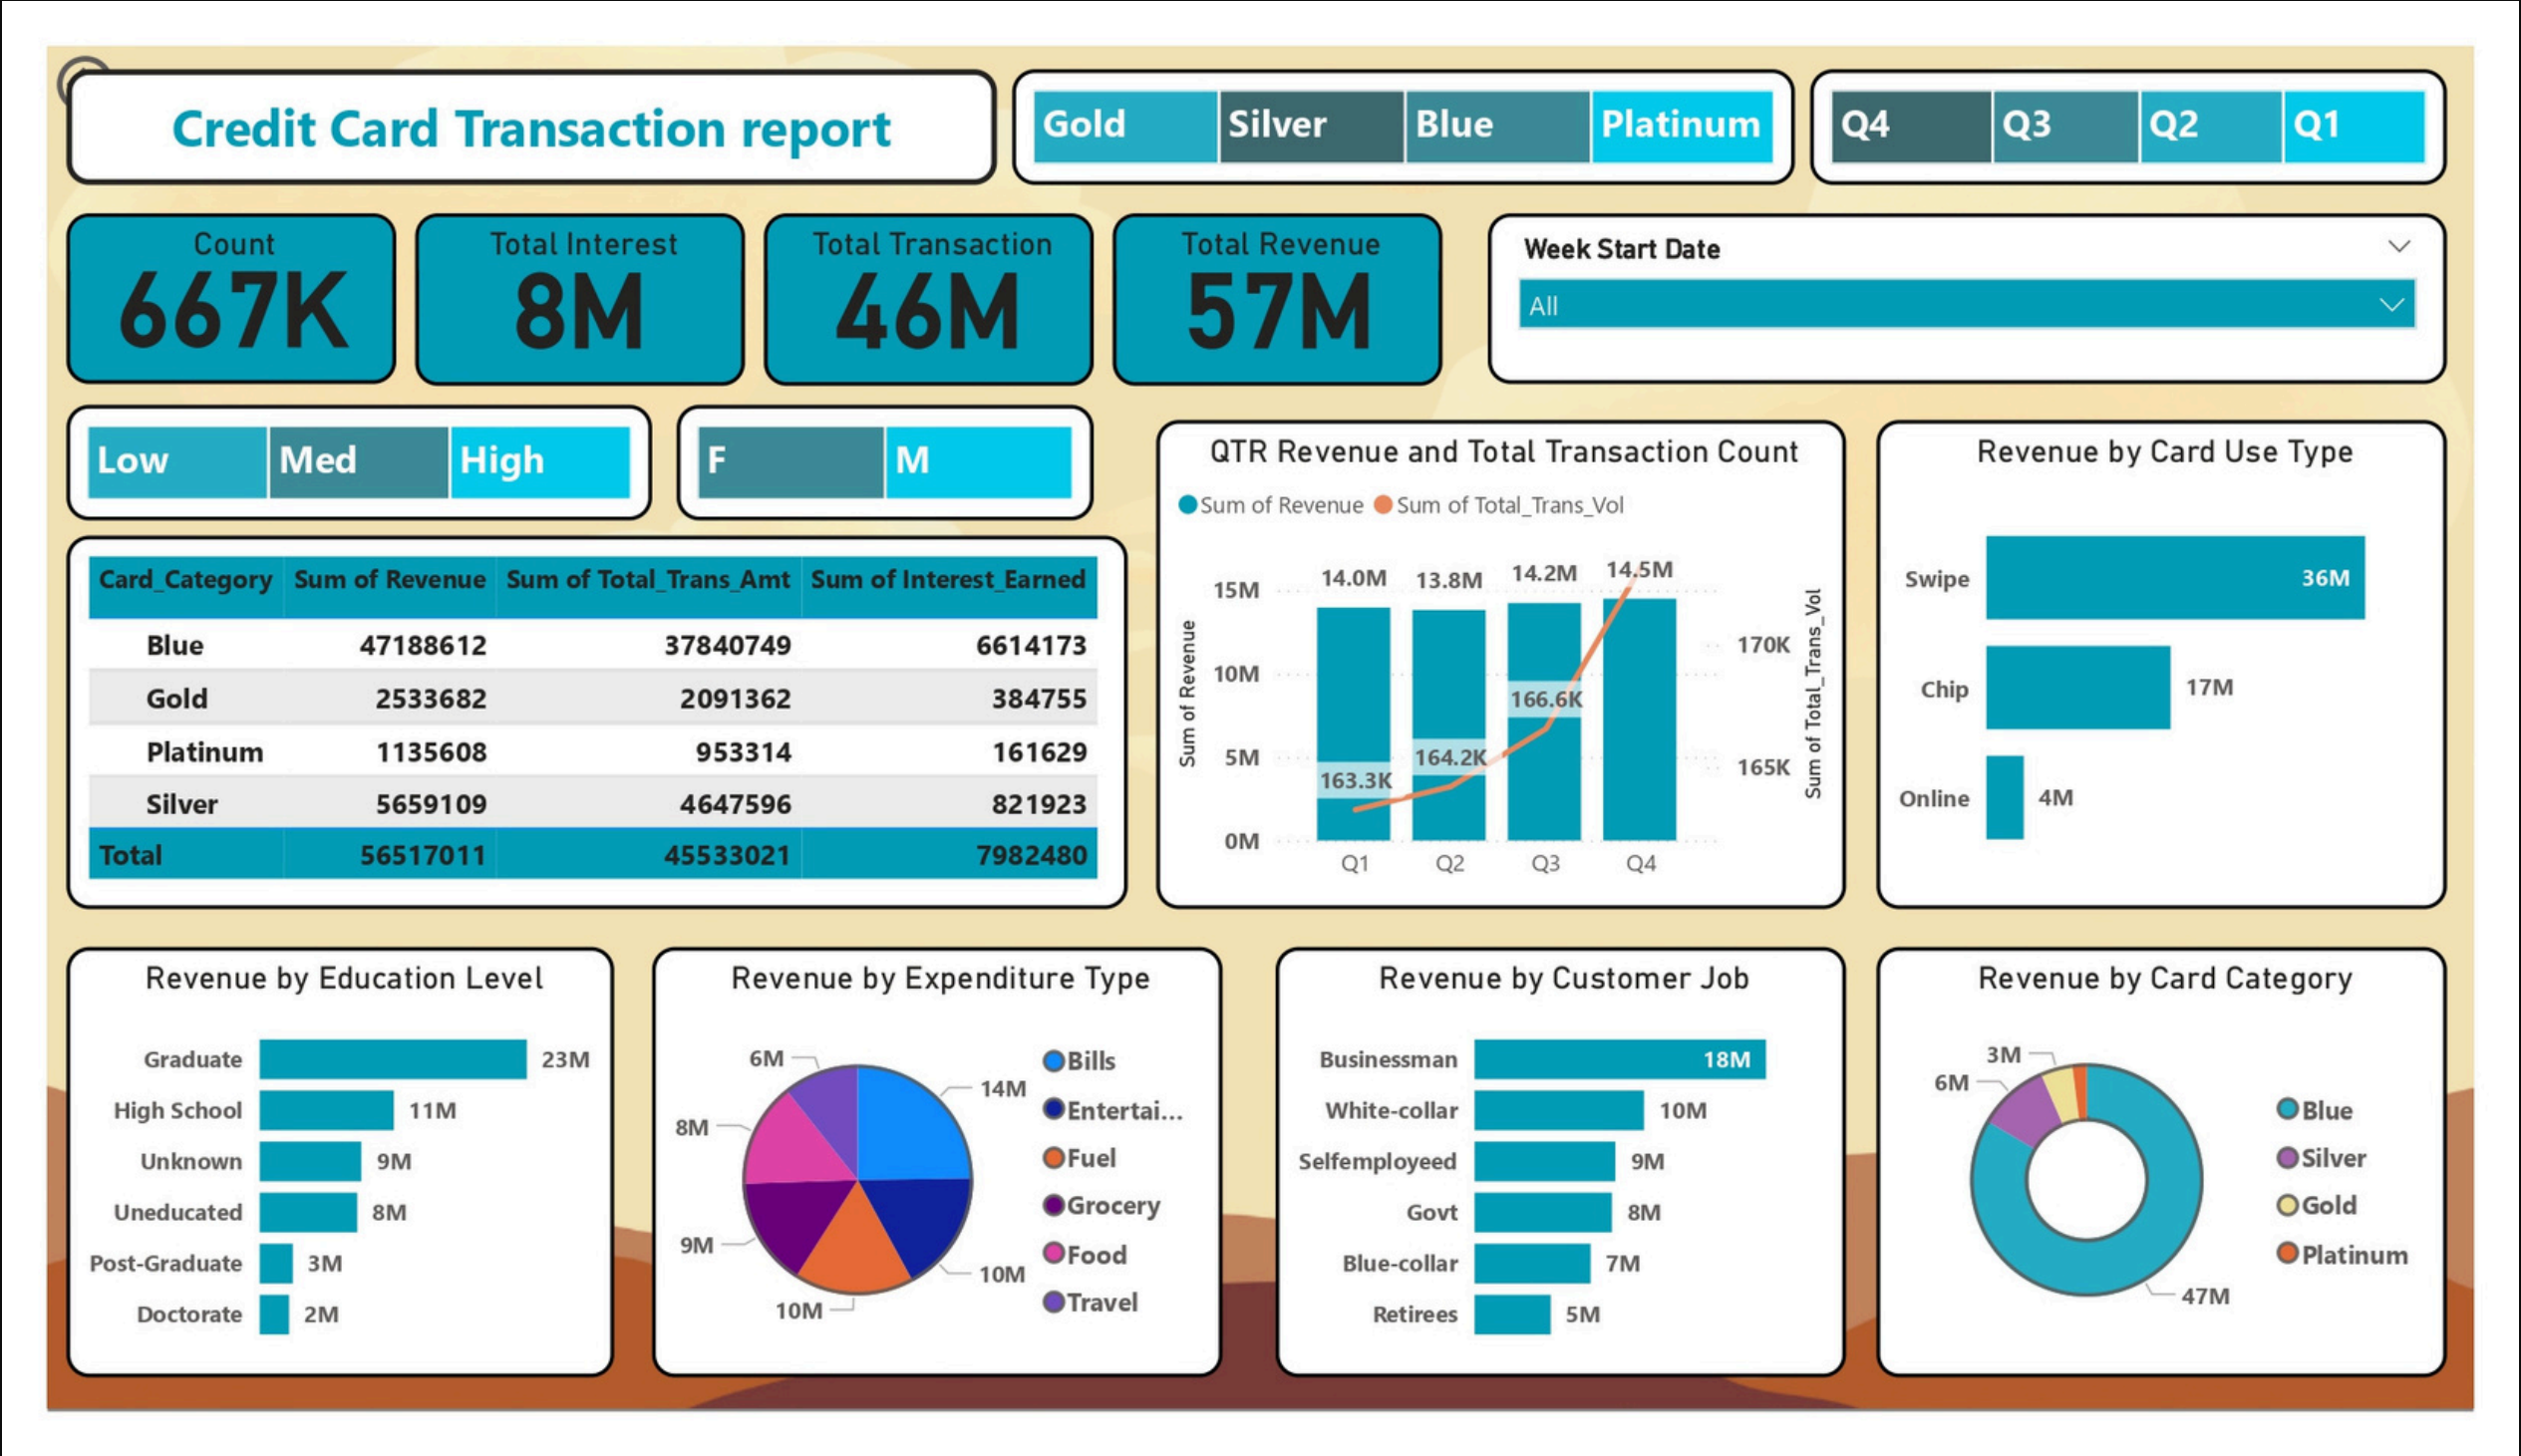 Credit Card Transaction report
Gold Silver Blue Platinum
Q4 Q3 Q2 Q1
Count
667K
Total Interest
8M
Total Transaction
46M
Total Revenue
57M
Week Start Date
All
Low Med High
F M
Card_Category Sum of Revenue Sum of Total_Trans_Amt Sum of Interest_Earned
Blue 47188612 37840749 6614173
Gold 2533682 2091362 384755
Platinum 1135608 953314 161629
Silver 5659109 4647596 821923
Total 56517011 45533021 7982480
QTR Revenue and Total Transaction Count
Sum of Revenue Sum of Total_Trans_Vol
Sum of Revenue
15M
10M
5M
0M
14.0M 13.8M 14.2M 14.5M
163.3K 164.2K 166.6K
170K
165K
Sum of Total_Trans_Vol
Q1 Q2 Q3 Q4
Revenue by Card Use Type
Swipe 36M
Chip 17M
Online 4M
Revenue by Education Level
Graduate 23M
High School 11M
Unknown 9M
Uneducated 8M
Post-Graduate 3M
Doctorate 2M
Revenue by Expenditure Type
14M
10M
10M
9M
8M
6M
Bills
Entertai...
Fuel
Grocery
Food
Travel
Revenue by Customer Job
Businessman 18M
White-collar 10M
Selfemployeed 9M
Govt 8M
Blue-collar 7M
Retirees 5M
Revenue by Card Category
3M
6M
47M
Blue
Silver
Gold
Platinum